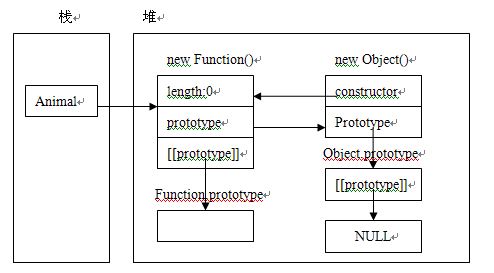 栈
堆
new Function()
new Object()
Animal
length:0
constructor
prototype
Prototype
[[prototype]]
Object.prototype
Function.prototype
[[prototype]]
NULL